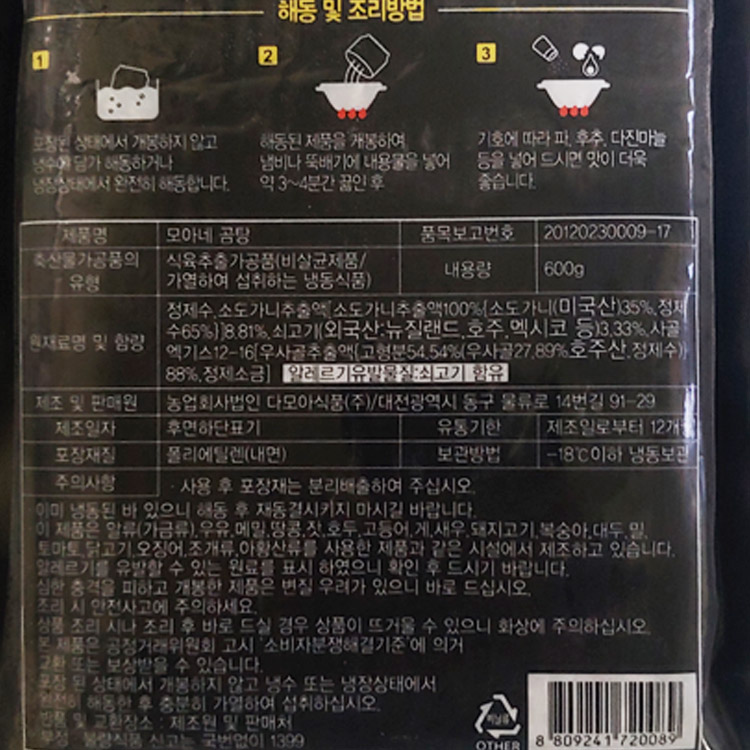 해동 및 조리방법
1
2
3
포장된 상태에서 개봉하지 않고
냉수에 담가 해동하거나
냉장상태에서 완전히 해동합니다.
해동된 제품을 개봉하여
냄비나 뚝배기에 내용물을 넣어
약 3~4분간 끓인 후
기호에 따라 파, 후추, 다진마늘
등을 넣어 드시면 맛이 더욱
좋습니다.
제품명 모아네 곰탕 품목보고번호 20120230009-17
축산물가공품의 유형 식육추출가공품(비살균제품/ 내용량 600g
가열하여 섭취하는 냉동식품)
원재료명 및 함량 정제수,소도가니추출액[소도가니추출액100%{소도가니(미국산)35%,정제
수65%}]8.81%,쇠고기(외국산:뉴질랜드,호주,멕시코 등)3.33%,사골
엑기스12-16[우사골추출액{고형분54.54%(우사골27.89%호주산,정제수)}
88%,정제소금] 알레르기유발물질:쇠고기 함유
제조 및 판매원 농업회사법인 다모아식품(주)/대전광역시 동구 물류로 14번길 91-29
제조일자 후면하단표기 유통기한 제조일로부터 12개
포장재질 폴리에틸렌(내면) 보관방법 -18℃이하 냉동보관
주의사항 · 사용 후 포장재는 분리배출하여 주십시오.
이미 냉동된 바 있으니 해동 후 재동결시키지 마시길 바랍니다.
이 제품은 알류(가금류),우유,메밀,땅콩,잣,호두,고등어,게,새우,돼지고기,복숭아,대두,밀,
토마토,닭고기,오징어,조개류,아황산류를 사용한 제품과 같은 시설에서 제조하고 있습니다.
알레르기를 유발할 수 있는 원료를 표시 하였으니 확인 후 드시기 바랍니다.
심한 충격을 피하고 개봉한 제품은 변질 우려가 있으니 바로 드십시오.
조리 시 안전사고에 주의하세요.
상품 조리 시나 조리 후 바로 드실 경우 상품이 뜨거울 수 있으니 화상에 주의하십시오.
본 제품은 공정거래위원회 고시 '소비자분쟁해결기준'에 의거
교환 또는 보상받을 수 있습니다.
포장 된 상태에서 개봉하지 않고 냉수 또는 냉장상태에서
완전히 해동한 후 충분히 가열하여 섭취하십시오.
반품 및 교환장소 : 제조원 및 판매처
부정·불량식품 신고는 국번없이 1399
비닐류
OTHER
8 809241 720089